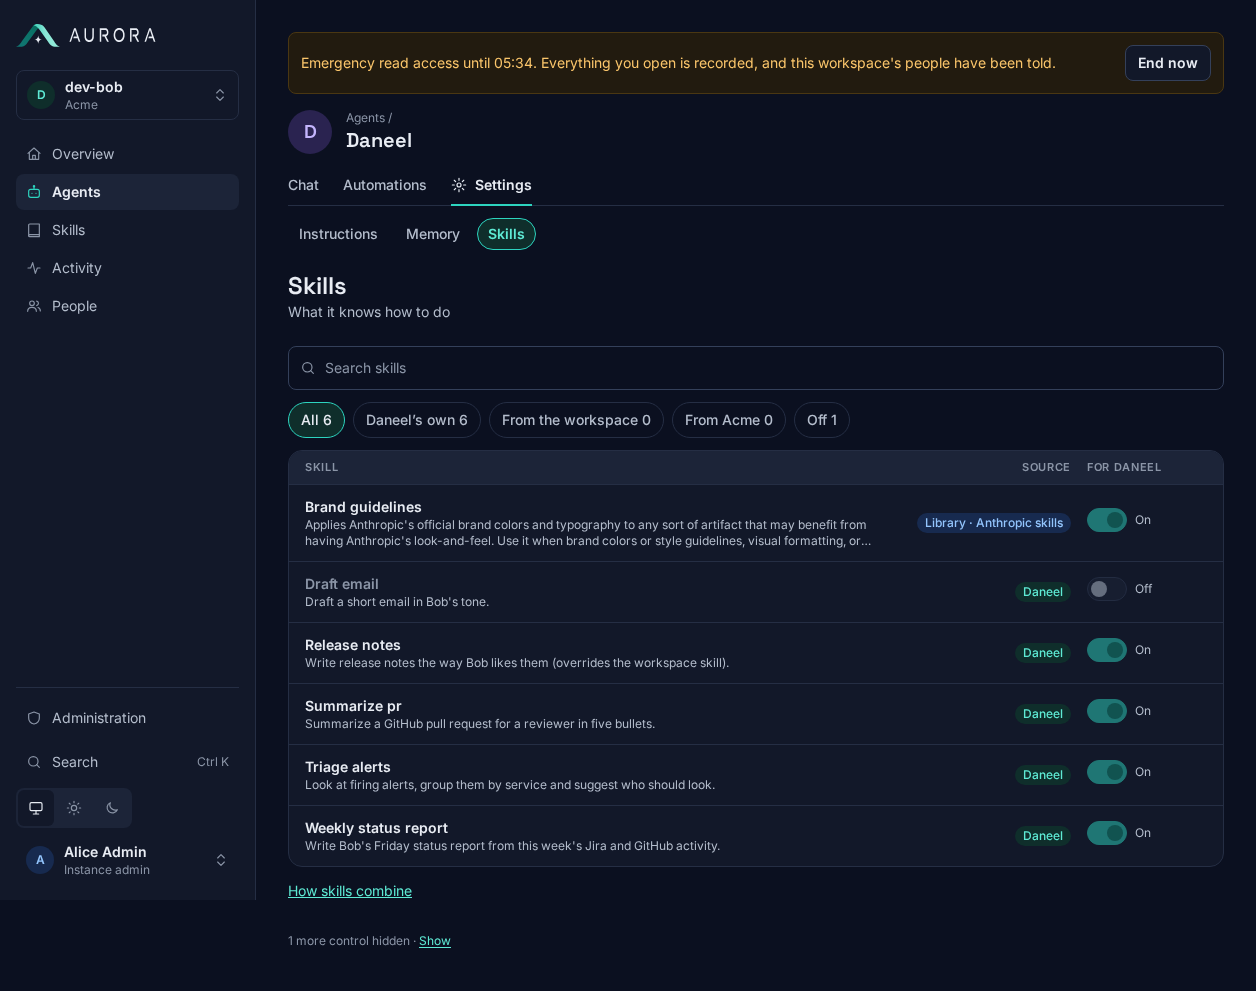 AURORA
D
dev-bob
Acme
Overview
Agents
Skills
Activity
People
Administration
Search
Ctrl K
A
Alice Admin
Instance admin
Emergency read access until 05:34. Everything you open is recorded, and this workspace's people have been told.
End now
D
Agents /
Daneel
Chat
Automations
Settings
Instructions
Memory
Skills
Skills
What it knows how to do
Search skills
All 6
Daneel’s own 6
From the workspace 0
From Acme 0
Off 1
SKILL
SOURCE
FOR DANEEL
Brand guidelines
Applies Anthropic's official brand colors and typography to any sort of artifact that may benefit from
having Anthropic's look-and-feel. Use it when brand colors or style guidelines, visual formatting, or…
Library · Anthropic skills
On
Draft email
Draft a short email in Bob's tone.
Daneel
Off
Release notes
Write release notes the way Bob likes them (overrides the workspace skill).
Daneel
On
Summarize pr
Summarize a GitHub pull request for a reviewer in five bullets.
Daneel
On
Triage alerts
Look at firing alerts, group them by service and suggest who should look.
Daneel
On
Weekly status report
Write Bob's Friday status report from this week's Jira and GitHub activity.
Daneel
On
How skills combine
1 more control hidden · Show